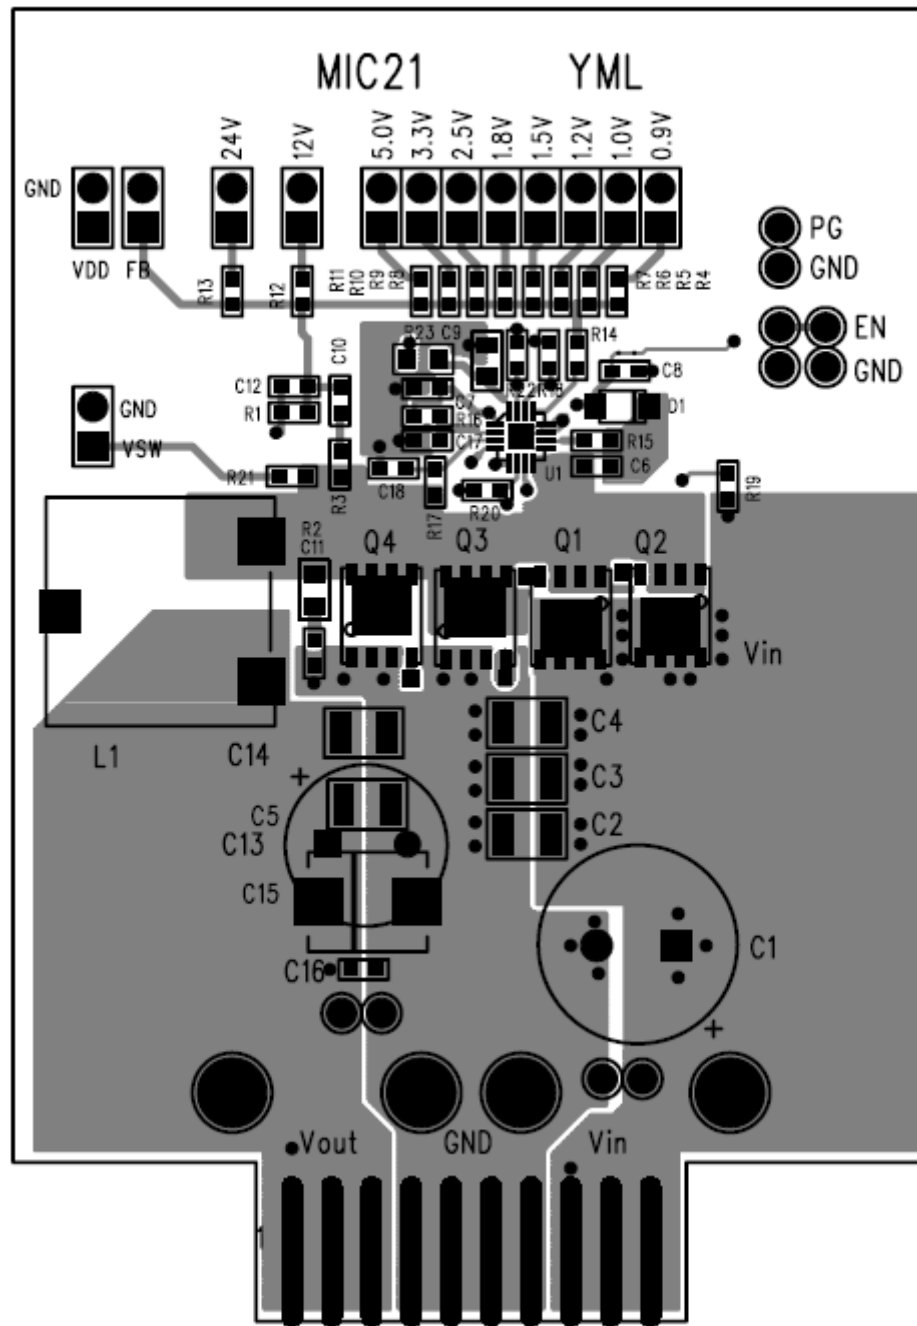 MIC21 YML
24V 12V 5.0V 3.3V 2.5V 1.8V 1.5V 1.2V 1.0V 0.9V
GND
PG
VDD FB
GND
R13 R12 R11 R10 R9 R8 R7 R6 R5 R4
EN
GND
R23 C9 R14
C10
C8
C12
GND
R1
C7
R22 R18
D1
R16
VSW
C17
R15
R21
R3
C18
R17
R20
U1
C6
R19
R2
C11
Q4 Q3 Q1 Q2
Vin
L1 C14
C4
+
C3
C5
C13
C2
C15
C1
C16
+
Vout GND Vin
1